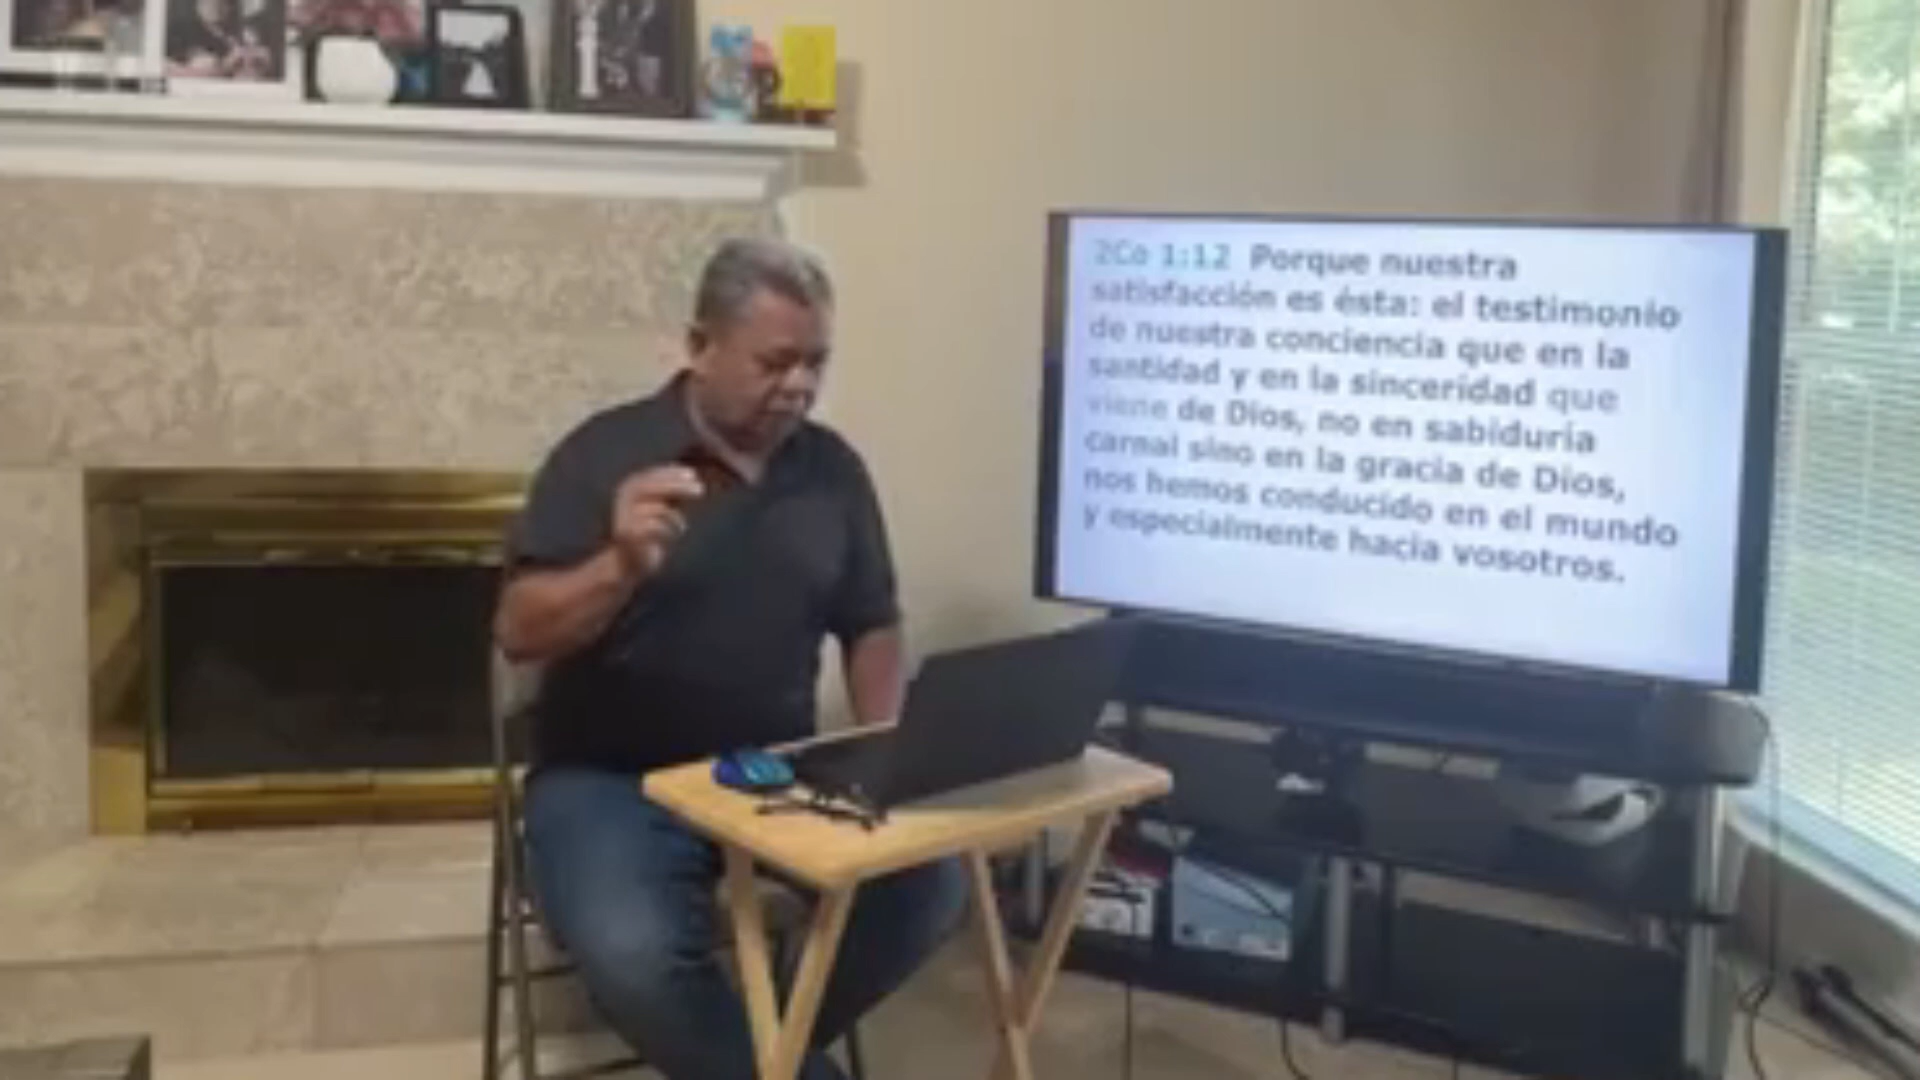 2Co 1:12 Porque nuestra
satisfacción es ésta: el testimonio
de nuestra conciencia que en la
santidad y en la sinceridad que
viene de Dios, no en sabiduría
carnal sino en la gracia de Dios,
nos hemos conducido en el mundo
y especialmente hacia vosotros.